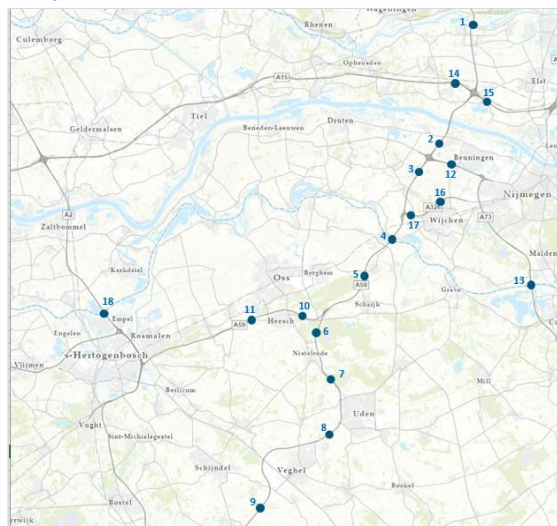 Wageningen
Rhenen
1
Culemborg
Opheusden
A15
14
Elst
15
Tiel
Druten
Geldermalsen
Beneden-Leeuwen
2
Beuningen
3
12
Nijmegen
16
A2
A326
Wijchen
A73
17
Zaltbommel
4
Malden
Kerkdriel
Berghem
5
Oss
A50
Grave
13
Schaijk
18
Empel
11
10
Heesch
A59
Engelen
Rosmalen
6
's-Hertogenbosch
Nistelrode
Vlijmen
7
Mill
Berlicum
Uden
Vught
8
Sint-Michielsgestel
Schijndel
Veghel
Boekel
Boxtel
9